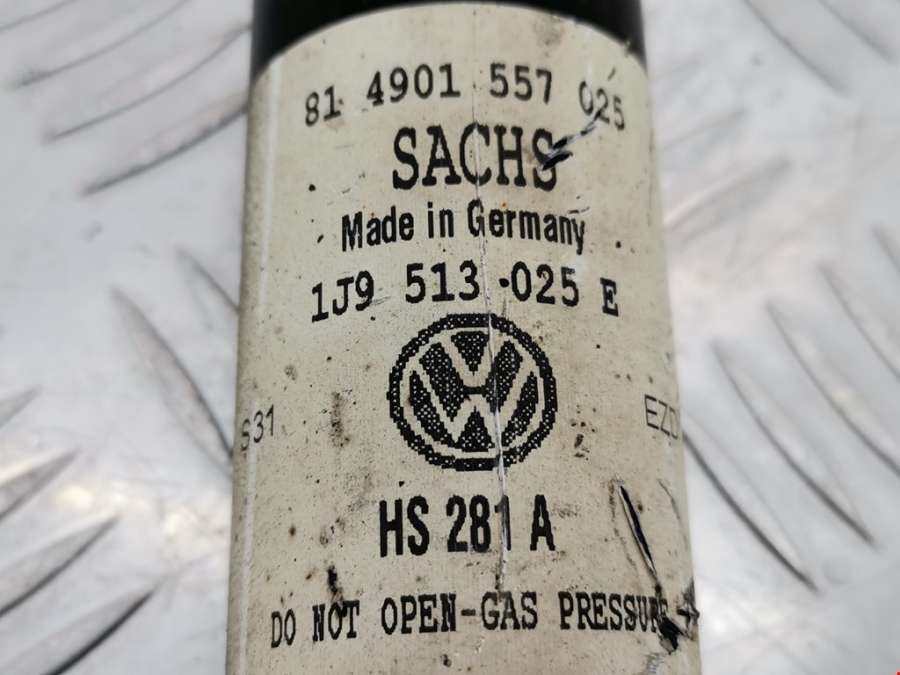 81 4901 557 025
SACHS
Made in Germany
1J9 513 025 E
S31
HS 281 A
DO NOT OPEN-GAS PRESSURE